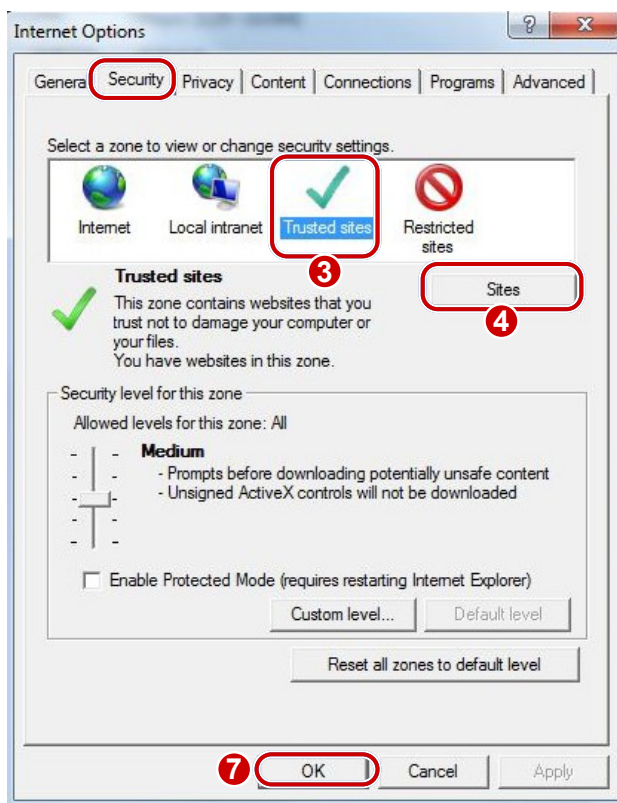 Internet Options
General Security Privacy Content Connections Programs Advanced
Select a zone to view or change security settings.
Internet Local intranet Trusted sites Restricted sites
3
Trusted sites
Sites
4
This zone contains websites that you
trust not to damage your computer or
your files.
You have websites in this zone.
Security level for this zone
Allowed levels for this zone: All
Medium
- Prompts before downloading potentially unsafe content
- Unsigned ActiveX controls will not be downloaded
Enable Protected Mode (requires restarting Internet Explorer)
Custom level... Default level
Reset all zones to default level
7 OK Cancel Apply